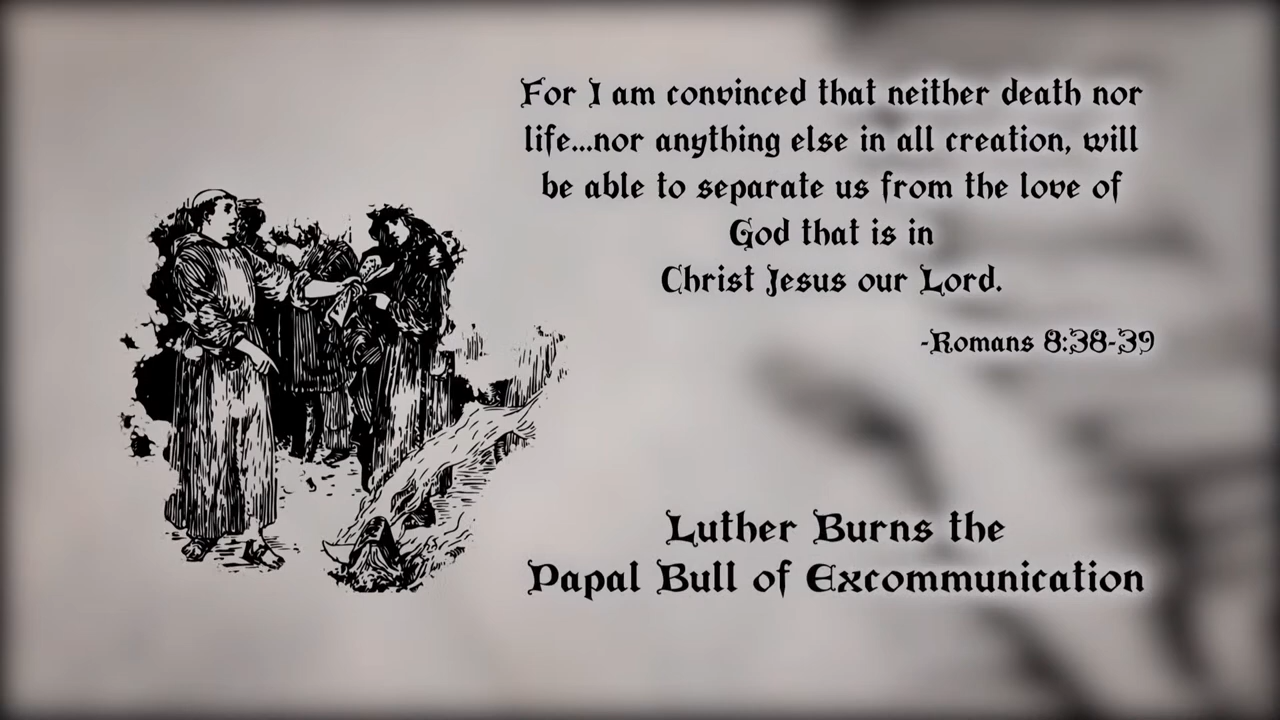 For I am convinced that neither death nor
life...nor anything else in all creation, will
be able to separate us from the love of
God that is in
Christ Jesus our Lord.
-Romans 8:38-39
Luther Burns the
Papal Bull of Excommunication